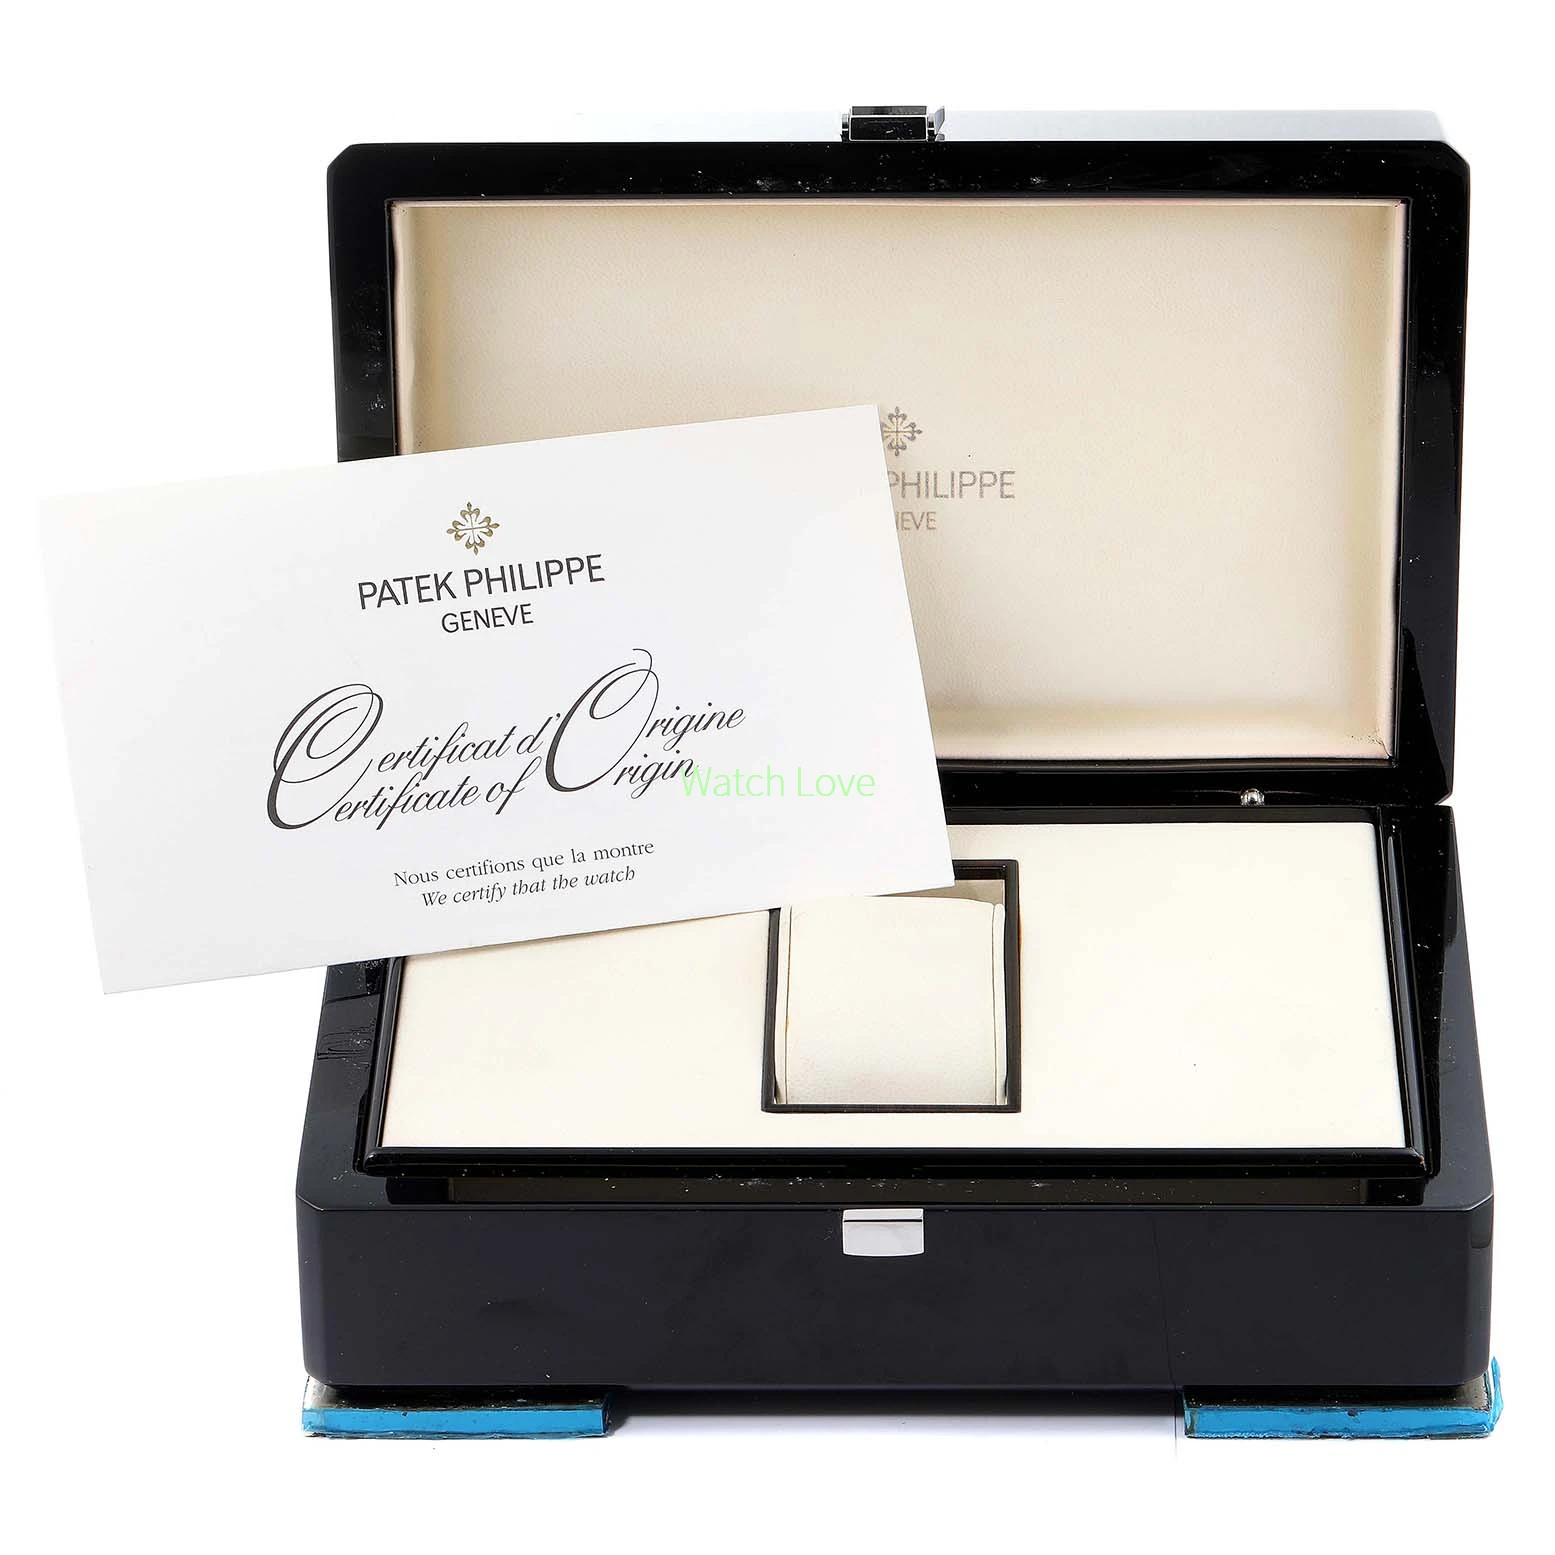 PATEK PHILIPPE
GENEVE
Certificat d'Origine
Certificate of Origin
Nous certifions que la montre
We certify that the watch
PHILIPPE
Watch Love